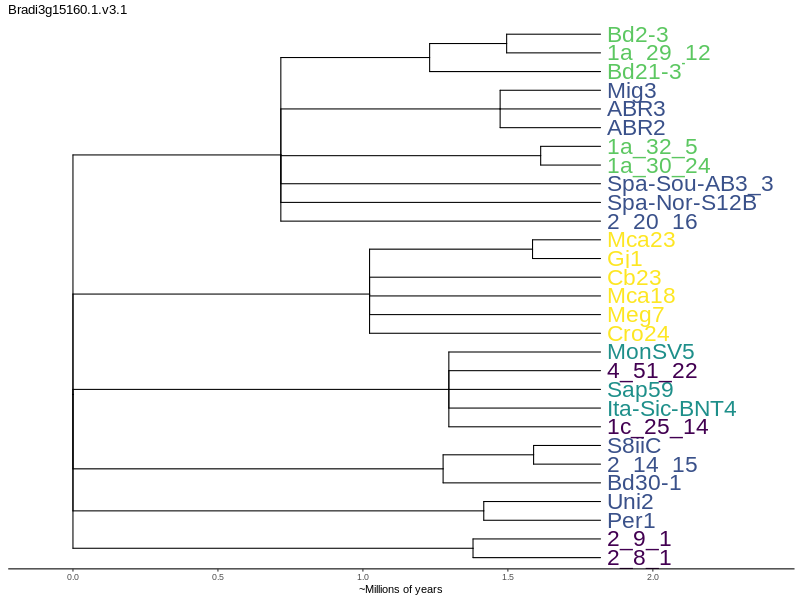 Bradi3g15160.1.v3.1
Bd2-3
1a_29_12
Bd21-3
Mig3
ABR3
ABR2
1a_32_5
1a_30_24
Spa-Sou-AB3_3
Spa-Nor-S12B
2_20_16
Mca23
Gj1
Cb23
Mca18
Meg7
Cro24
MonSV5
4_51_22
Sap59
Ita-Sic-BNT4
1c_25_14
S8iiC
2_14_15
Bd30-1
Uni2
Per1
2_9_1
2_8_1
0.0 0.5 1.0 1.5 2.0
~Millions of years